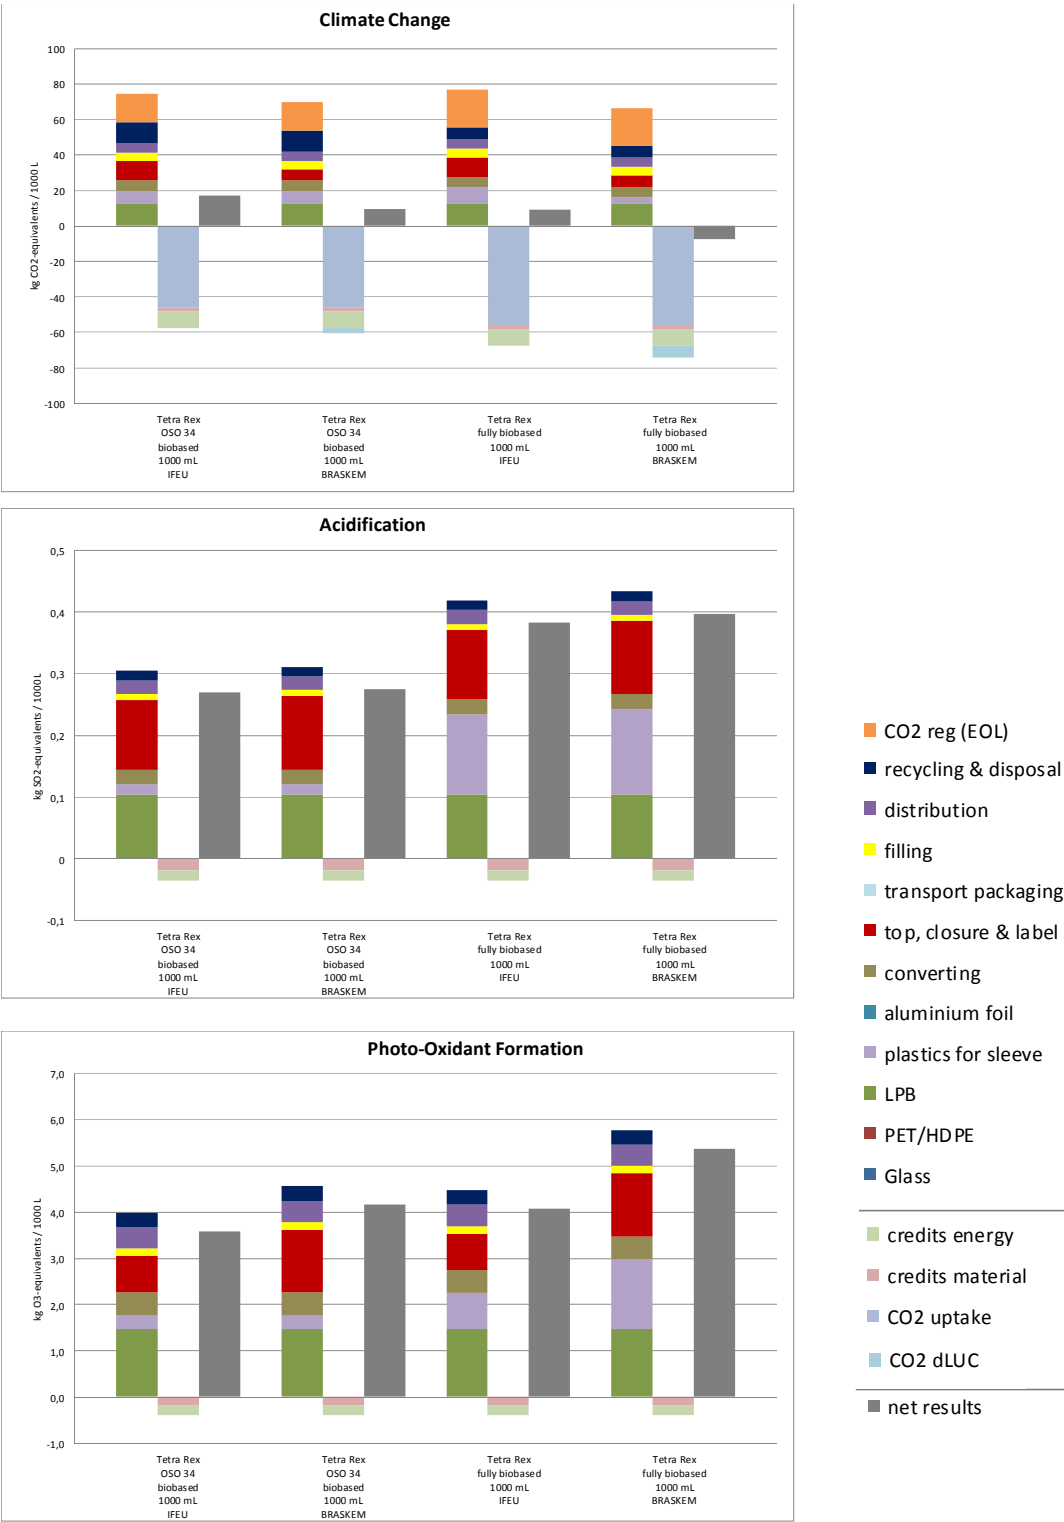 Climate Change
kg CO2-equivalents / 1000 L
100
80
60
40
20
0
-20
-40
-60
-80
-100
Tetra Rex
OSO 34
biobased
1000 mL
IFEU
Tetra Rex
OSO 34
biobased
1000 mL
BRASKEM
Tetra Rex
fully biobased
1000 mL
IFEU
Tetra Rex
fully biobased
1000 mL
BRASKEM
Acidification
kg SO2-equivalents / 1000 L
0,5
0,4
0,3
0,2
0,1
0
-0,1
Tetra Rex
OSO 34
biobased
1000 mL
IFEU
Tetra Rex
OSO 34
biobased
1000 mL
BRASKEM
Tetra Rex
fully biobased
1000 mL
IFEU
Tetra Rex
fully biobased
1000 mL
BRASKEM
Photo-Oxidant Formation
kg O3-equivalents / 1000 L
7,0
6,0
5,0
4,0
3,0
2,0
1,0
0,0
-1,0
Tetra Rex
OSO 34
biobased
1000 mL
IFEU
Tetra Rex
OSO 34
biobased
1000 mL
BRASKEM
Tetra Rex
fully biobased
1000 mL
IFEU
Tetra Rex
fully biobased
1000 mL
BRASKEM
CO2 reg (EOL)
recycling & disposal
distribution
filling
transport packaging
top, closure & label
converting
aluminium foil
plastics for sleeve
LPB
PET/HDPE
Glass
credits energy
credits material
CO2 uptake
CO2 dLUC
net results